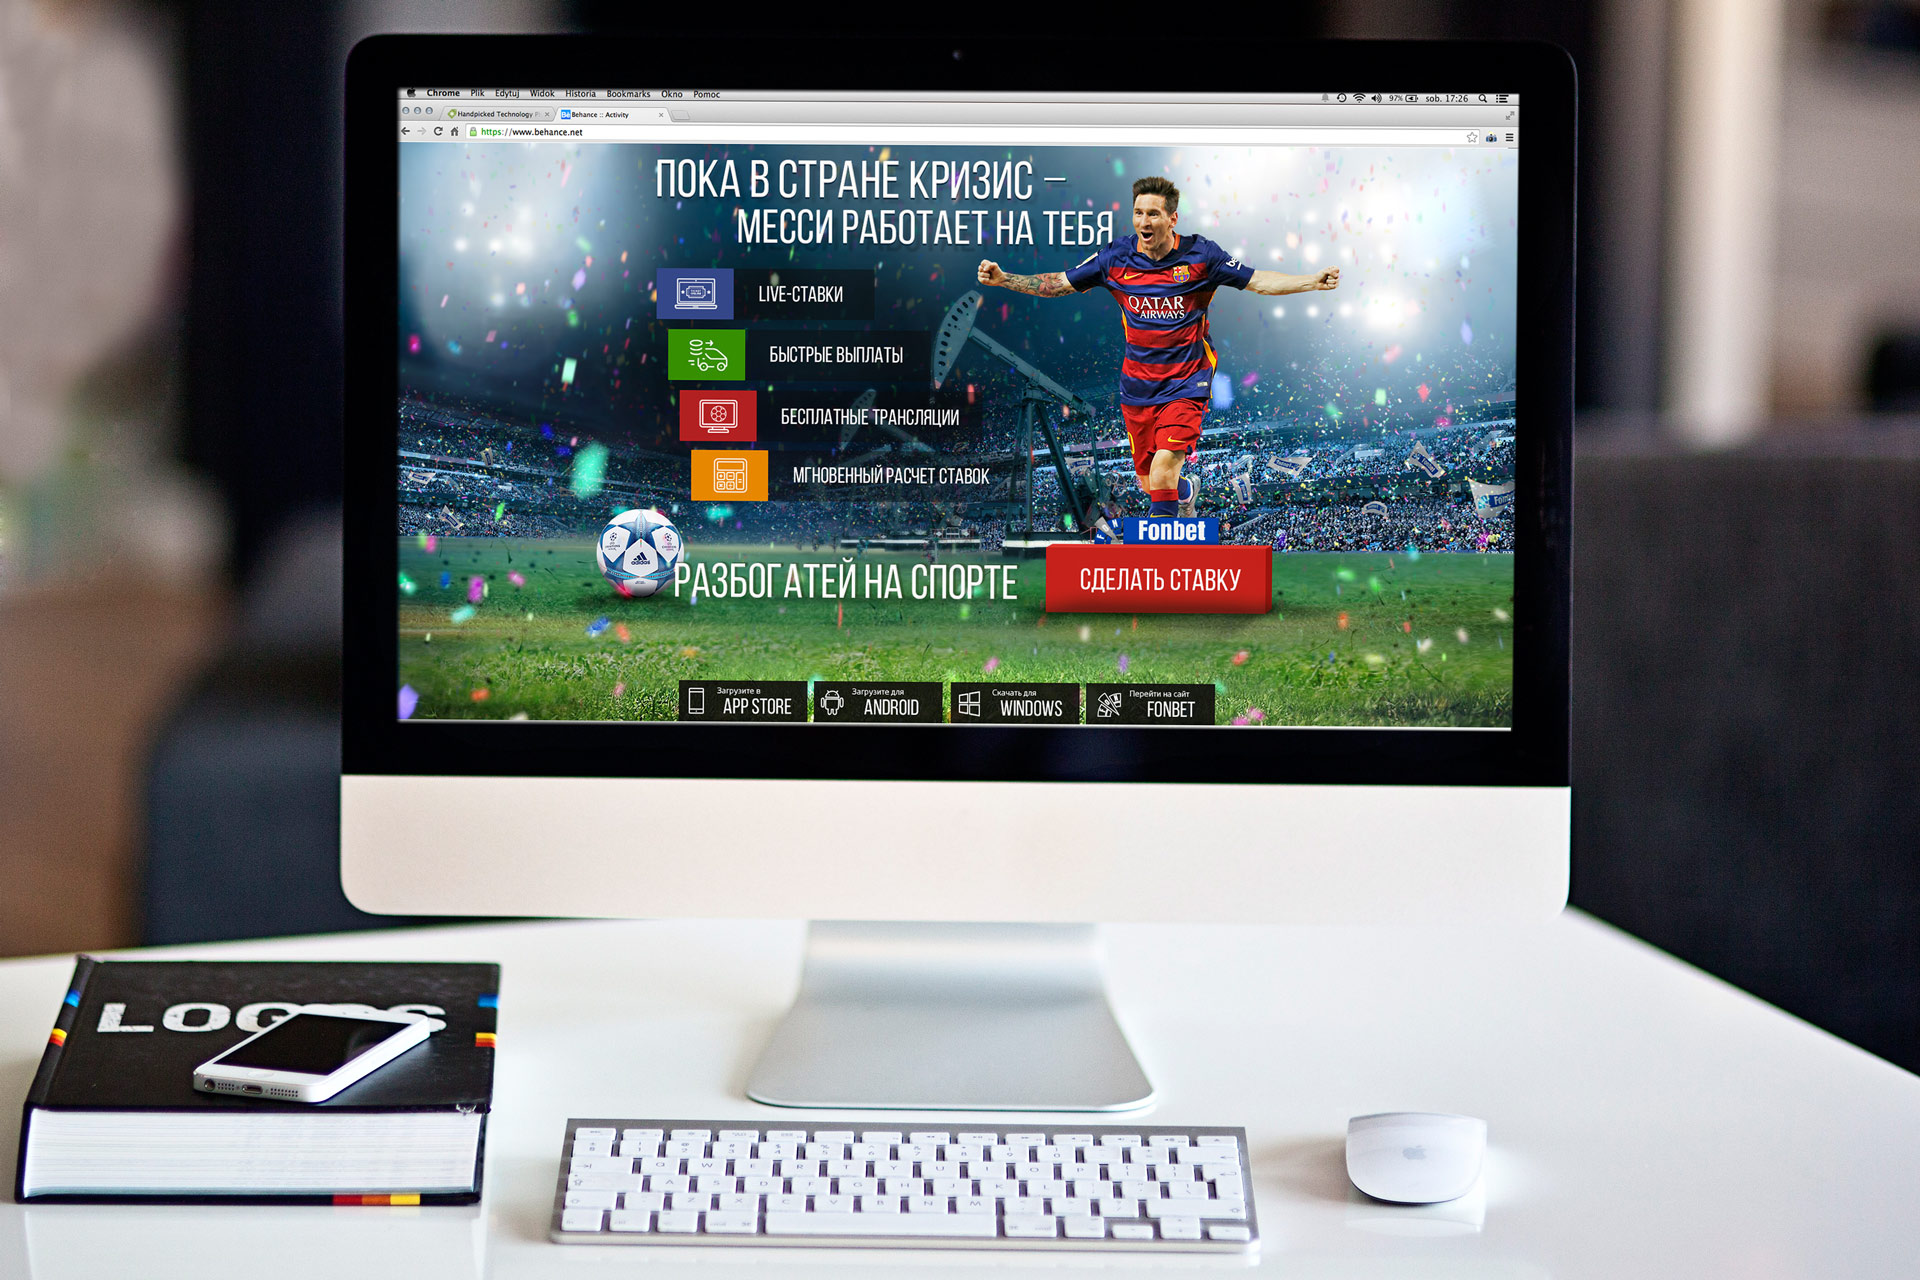 Chrome Plik Edytuj Widok Historia Bookmarks Okno Pomoc
97% sob. 17:26
Handpicked Technology
Bē Behance :: Activity
https://www.behance.net
ПОКА В СТРАНЕ КРИЗИС –
МЕССИ РАБОТАЕТ НА ТЕБЯ
LIVE-СТАВКИ
БЫСТРЫЕ ВЫПЛАТЫ
БЕСПЛАТНЫЕ ТРАНСЛЯЦИИ
МГНОВЕННЫЙ РАСЧЕТ СТАВОК
QATAR
AIRWAYS
adidas
Fonbet
РАЗБОГАТЕЙ НА СПОРТЕ
СДЕЛАТЬ СТАВКУ
Загрузите в
APP STORE
Загрузите для
ANDROID
Скачать для
WINDOWS
Перейти на сайт
FONBET
Q W E R T Y U I O P
A S D F G H J K L
Z X C V B N M